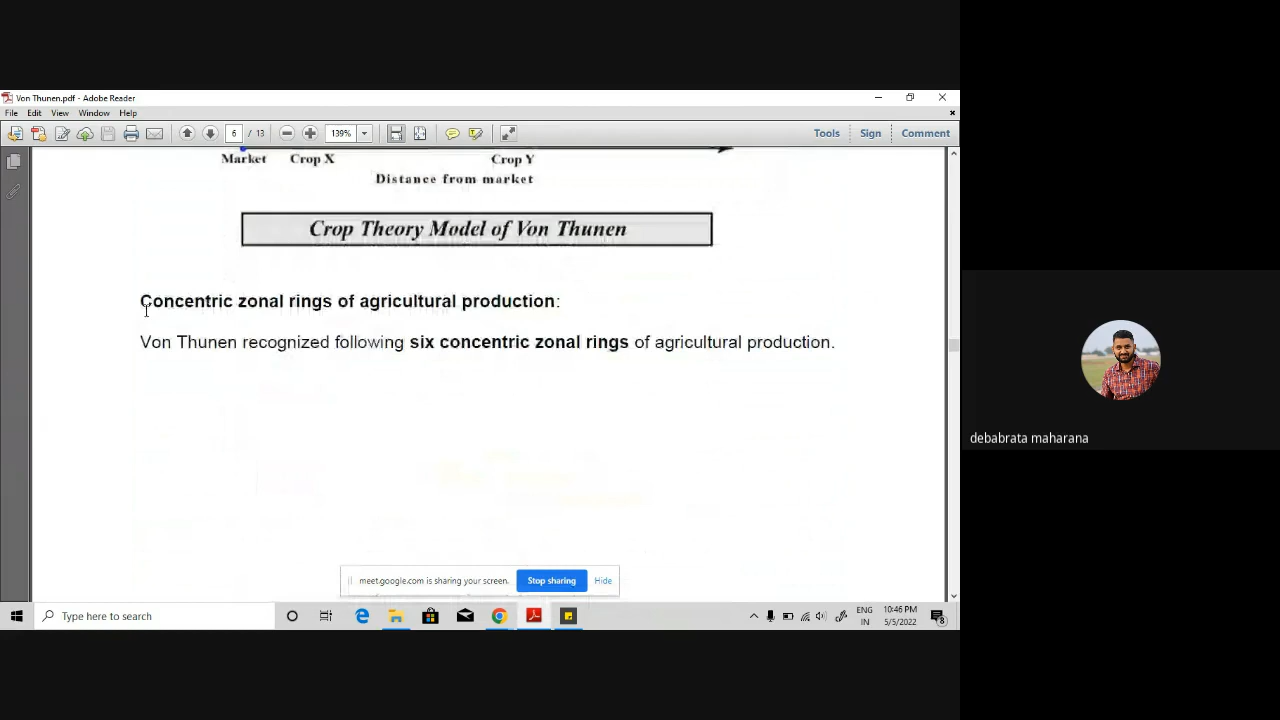 Von Thunen.pdf - Adobe Reader
File Edit View Window Help
6 / 13 139% Tools Sign Comment
Market Crop X Crop Y
Distance from market
Crop Theory Model of Von Thunen
Concentric zonal rings of agricultural production:
Von Thunen recognized following six concentric zonal rings of agricultural production.
debabrata maharana
meet.google.com is sharing your screen. Stop sharing Hide
Type here to search
ENG 10:46 PM
IN 5/5/2022 8